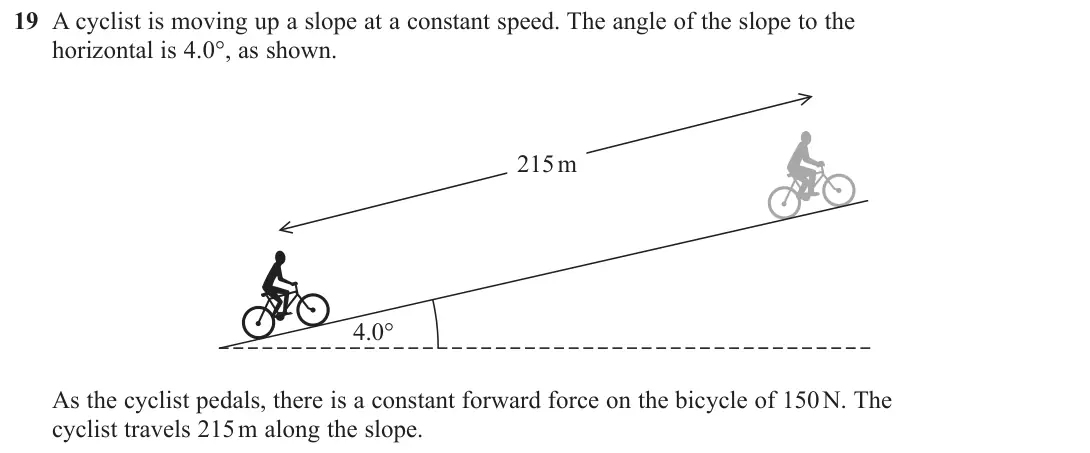 19 A cyclist is moving up a slope at a constant speed. The angle of the slope to the
horizontal is 4.0°, as shown.
215 m
4.0°
As the cyclist pedals, there is a constant forward force on the bicycle of 150 N. The
cyclist travels 215 m along the slope.